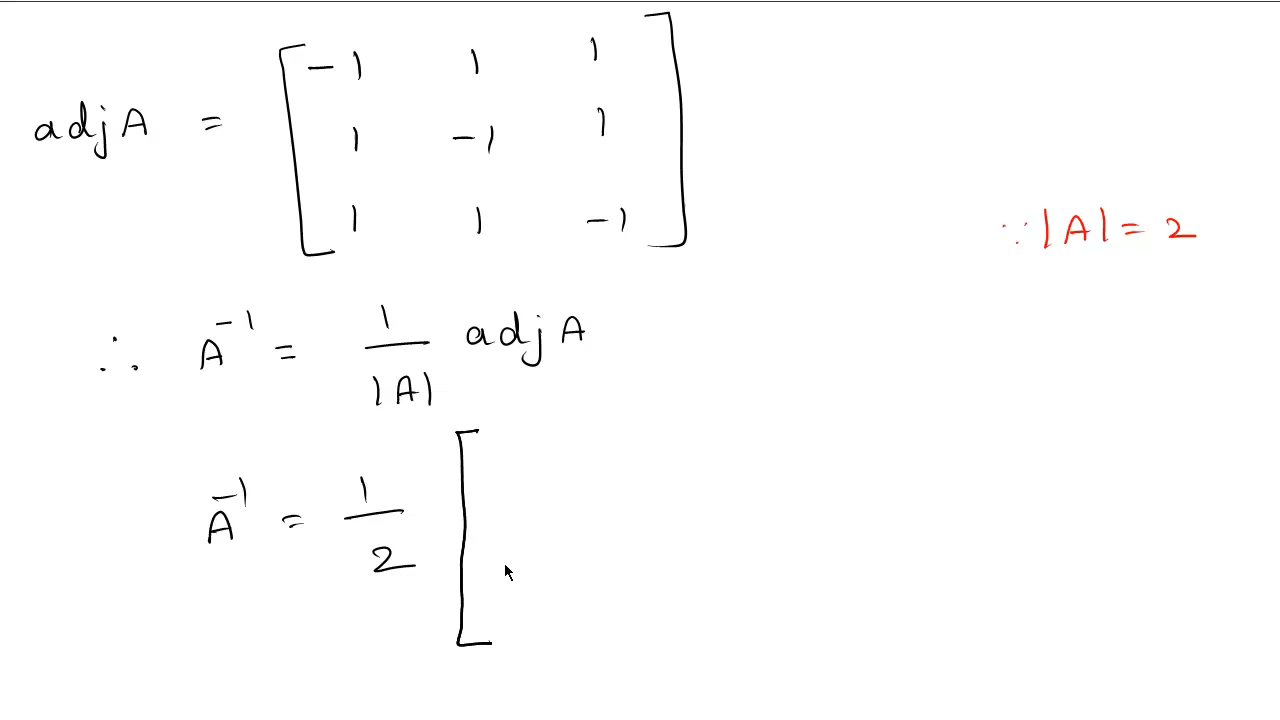 adj A = [ -1 1 1
1 -1 1
1 1 -1 ]
∵ |A| = 2
∴ A⁻¹ = 1/|A| adj A
A⁻¹ = 1/2 [